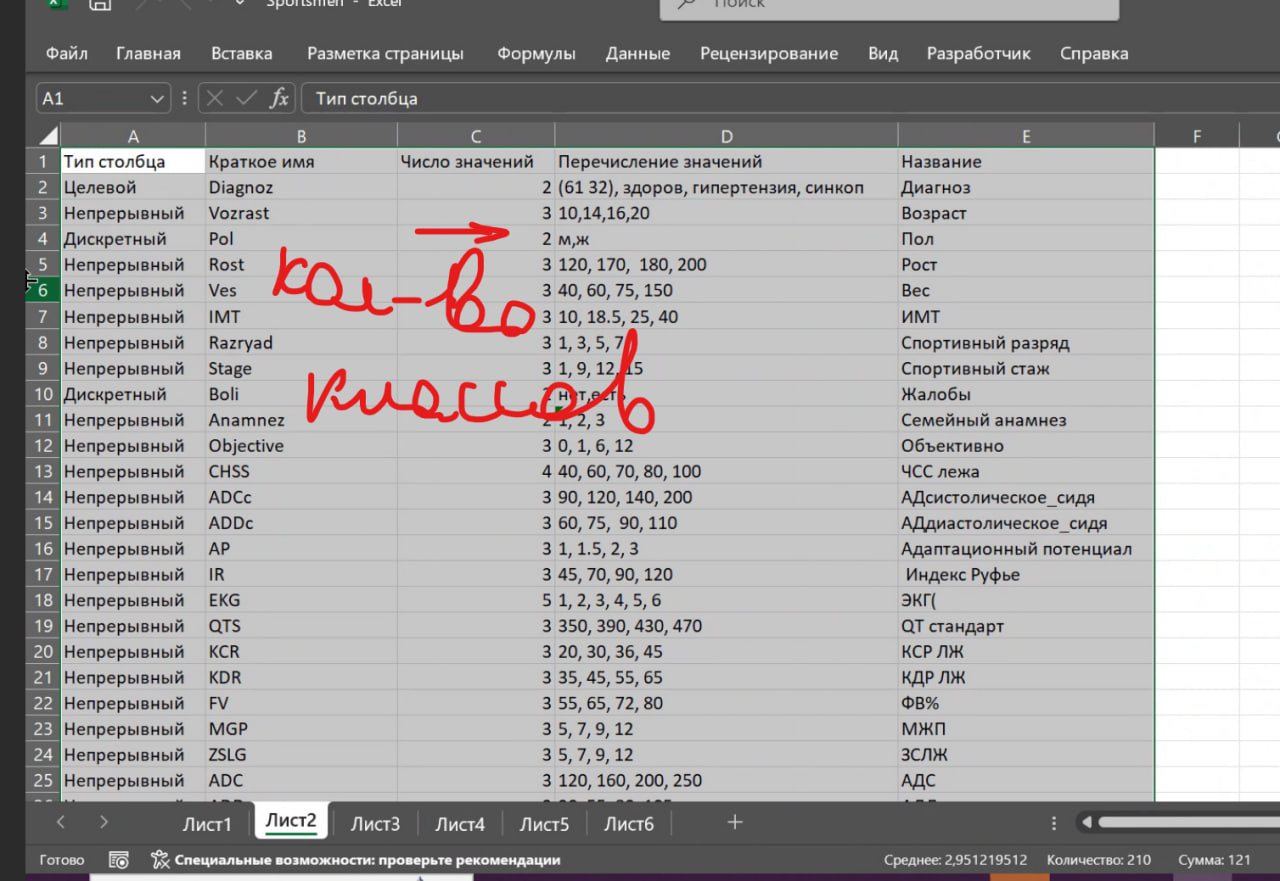 Sportsmen - Excel
Поиск
Файл Главная Вставка Разметка страницы Формулы Данные Рецензирование Вид Разработчик Справка
A1 fx Тип столбца
A B C D E F
1 Тип столбца Краткое имя Число значений Перечисление значений Название
2 Целевой Diagnoz 2 (61 32), здоров, гипертензия, синкоп Диагноз
3 Непрерывный Vozrast 3 10,14,16,20 Возраст
4 Дискретный Pol 2 м,ж Пол
5 Непрерывный Rost 3 120, 170, 180, 200 Рост
6 Непрерывный Ves 3 40, 60, 75, 150 Вес
7 Непрерывный IMT 3 10, 18.5, 25, 40 ИМТ
8 Непрерывный Razryad 3 1, 3, 5, 7 Спортивный разряд
9 Непрерывный Stage 3 1, 9, 12, 15 Спортивный стаж
10 Дискретный Boli 2 нет,есть Жалобы
11 Непрерывный Anamnez 2 1, 2, 3 Семейный анамнез
12 Непрерывный Objective 3 0, 1, 6, 12 Объективно
13 Непрерывный CHSS 4 40, 60, 70, 80, 100 ЧСС лежа
14 Непрерывный ADCc 3 90, 120, 140, 200 АДсистолическое_сидя
15 Непрерывный ADDc 3 60, 75, 90, 110 АДдиастолическое_сидя
16 Непрерывный AP 3 1, 1.5, 2, 3 Адаптационный потенциал
17 Непрерывный IR 3 45, 70, 90, 120 Индекс Руфье
18 Непрерывный EKG 5 1, 2, 3, 4, 5, 6 ЭКГ(
19 Непрерывный QTS 3 350, 390, 430, 470 QT стандарт
20 Непрерывный KCR 3 20, 30, 36, 45 КСР ЛЖ
21 Непрерывный KDR 3 35, 45, 55, 65 КДР ЛЖ
22 Непрерывный FV 3 55, 65, 72, 80 ФВ%
23 Непрерывный MGP 3 5, 7, 9, 12 МЖП
24 Непрерывный ZSLG 3 5, 7, 9, 12 ЗСЛЖ
25 Непрерывный ADC 3 120, 160, 200, 250 АДС
кол-во
классов
Лист1 Лист2 Лист3 Лист4 Лист5 Лист6 +
Готово Специальные возможности: проверьте рекомендации Среднее: 2,951219512 Количество: 210 Сумма: 121